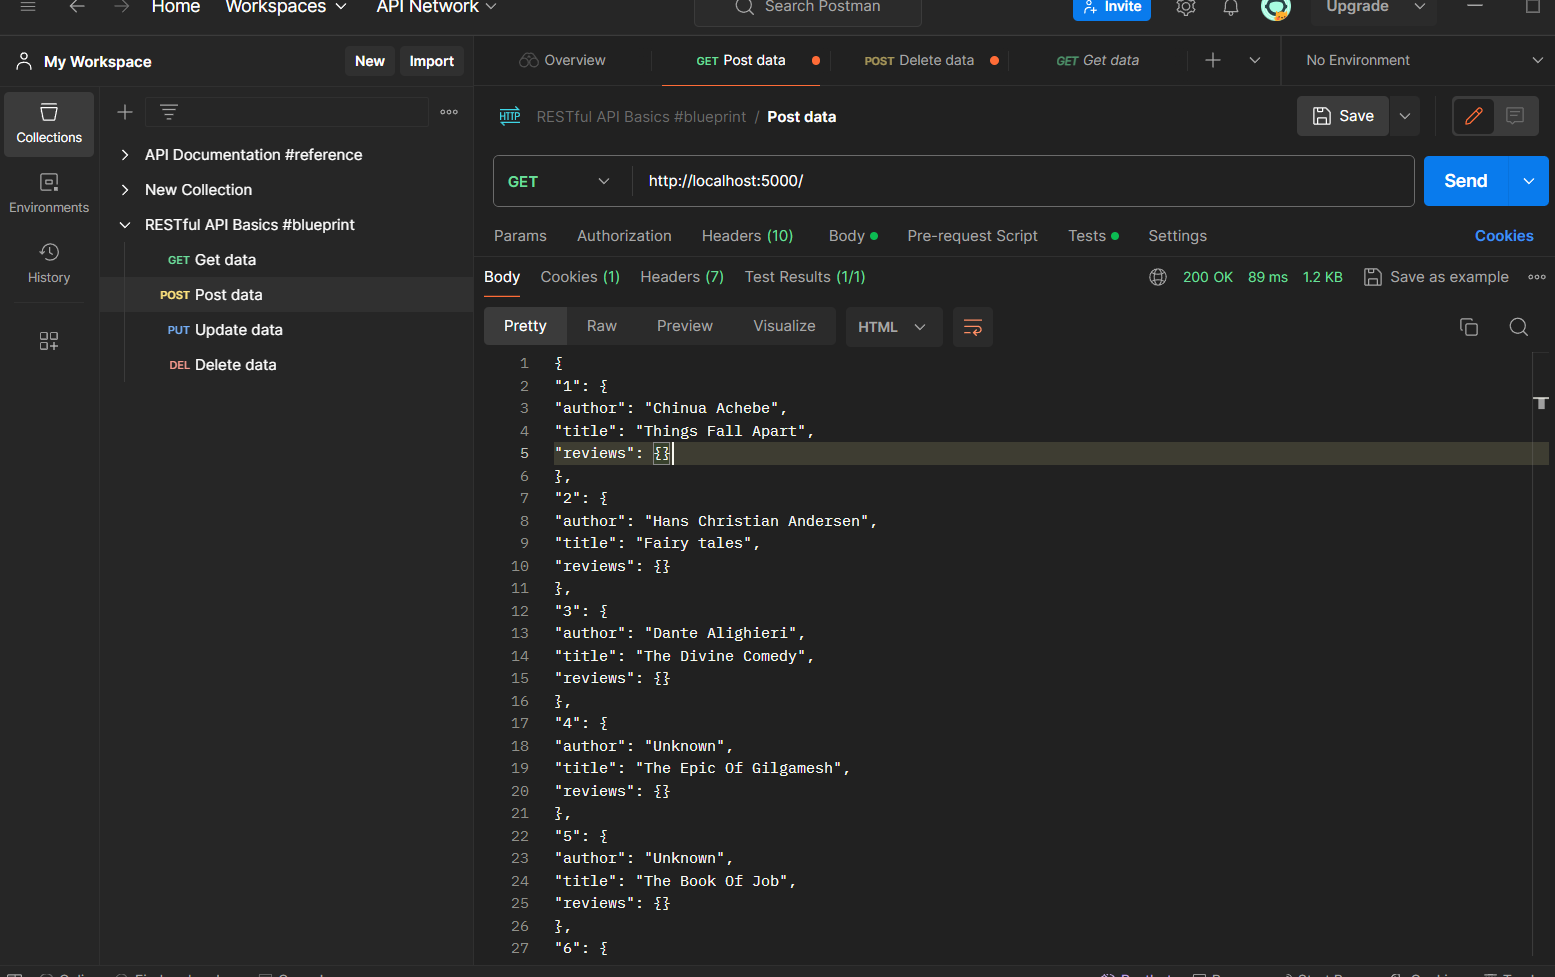 Home Workspaces API Network Search Postman Invite Upgrade
My Workspace New Import
Overview GET Post data POST Delete data GET Get data No Environment
Collections
Environments
History
API Documentation #reference
New Collection
RESTful API Basics #blueprint
GET Get data
POST Post data
PUT Update data
DEL Delete data
HTTP RESTful API Basics #blueprint / Post data Save
GET http://localhost:5000/ Send
Params Authorization Headers (10) Body Pre-request Script Tests Settings Cookies
Body Cookies (1) Headers (7) Test Results (1/1) 200 OK 89 ms 1.2 KB Save as example
Pretty Raw Preview Visualize HTML
1 {
2 "1": {
3 "author": "Chinua Achebe",
4 "title": "Things Fall Apart",
5 "reviews": {}
6 },
7 "2": {
8 "author": "Hans Christian Andersen",
9 "title": "Fairy tales",
10 "reviews": {}
11 },
12 "3": {
13 "author": "Dante Alighieri",
14 "title": "The Divine Comedy",
15 "reviews": {}
16 },
17 "4": {
18 "author": "Unknown",
19 "title": "The Epic Of Gilgamesh",
20 "reviews": {}
21 },
22 "5": {
23 "author": "Unknown",
24 "title": "The Book Of Job",
25 "reviews": {}
26 },
27 "6": {